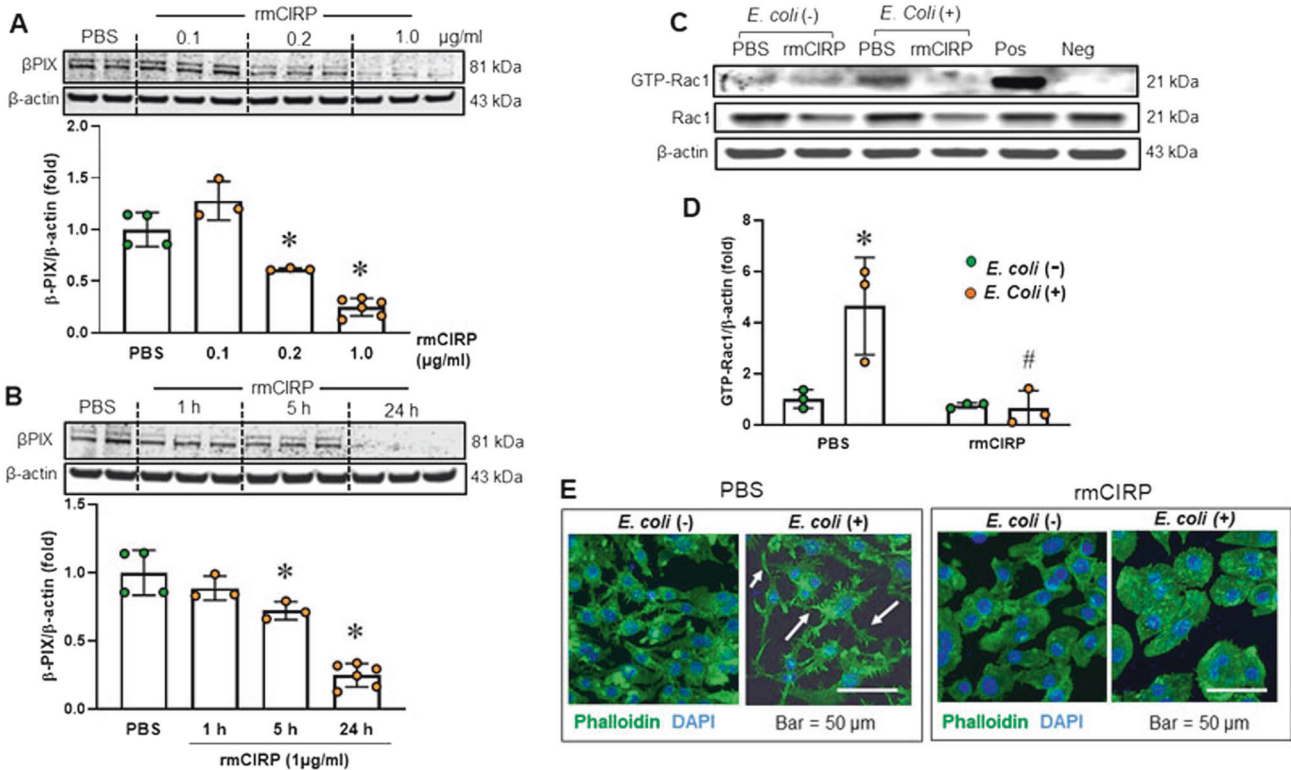 A
rmCIRP
PBS 0.1 0.2 1.0 µg/ml
βPIX 81 kDa
β-actin 43 kDa
β-PIX/β-actin (fold)
2.0
1.5
1.0
0.5
0.0
* *
PBS 0.1 0.2 1.0
rmCIRP
(µg/ml)
B
rmCIRP
PBS 1 h 5 h 24 h
βPIX 81 kDa
β-actin 43 kDa
β-PIX/β-actin (fold)
1.5
1.0
0.5
0.0
* *
PBS 1 h 5 h 24 h
rmCIRP (1µg/ml)
C
E. coli (-) E. Coli (+)
PBS rmCIRP PBS rmCIRP Pos Neg
GTP-Rac1 21 kDa
Rac1 21 kDa
β-actin 43 kDa
D
GTP-Rac1/β-actin (fold)
8
6
4
2
0
* #
E. coli (-)
E. Coli (+)
PBS rmCIRP
E
PBS rmCIRP
E. coli (-) E. coli (+) E. coli (-) E. coli (+)
Phalloidin DAPI Bar = 50 µm Phalloidin DAPI Bar = 50 µm